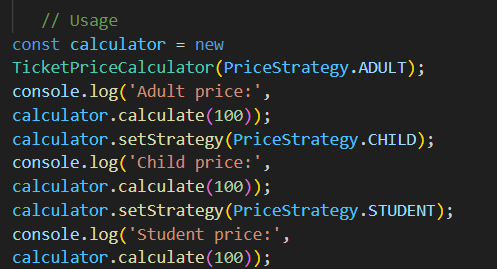 // Usage
const calculator = new
TicketPriceCalculator(PriceStrategy.ADULT);
console.log('Adult price:',
calculator.calculate(100));
calculator.setStrategy(PriceStrategy.CHILD);
console.log('Child price:',
calculator.calculate(100));
calculator.setStrategy(PriceStrategy.STUDENT);
console.log('Student price:',
calculator.calculate(100));